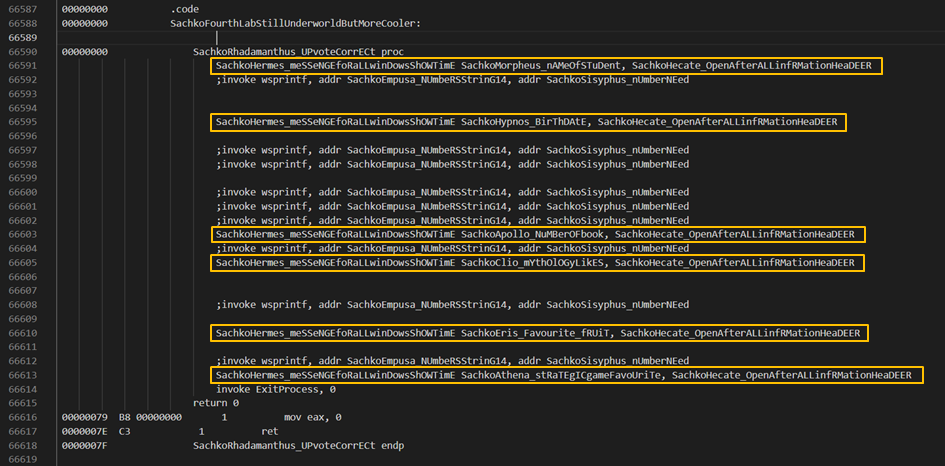 66587 00000000 .code
66588 00000000 SachkoFourthLabStillUnderworldButMoreCooler:
66589
66590 00000000 SachkoRhadamanthus_UPvoteCorrECt proc
66591 SachkoHermes_meSSeNGEfoRaLLwinDowsShOWTimE SachkoMorpheus_nAMeOfSTuDent, SachkoHecate_OpenAfterALLinfRMationHeaDEER
66592 ;invoke wsprintf, addr SachkoEmpusa_NUmbeRSStrinG14, addr SachkoSisyphus_nUmberNEed
66593
66594
66595 SachkoHermes_meSSeNGEfoRaLLwinDowsShOWTimE SachkoHypnos_BirThDAtE, SachkoHecate_OpenAfterALLinfRMationHeaDEER
66596
66597 ;invoke wsprintf, addr SachkoEmpusa_NUmbeRSStrinG14, addr SachkoSisyphus_nUmberNEed
66598 ;invoke wsprintf, addr SachkoEmpusa_NUmbeRSStrinG14, addr SachkoSisyphus_nUmberNEed
66599
66600 ;invoke wsprintf, addr SachkoEmpusa_NUmbeRSStrinG14, addr SachkoSisyphus_nUmberNEed
66601 ;invoke wsprintf, addr SachkoEmpusa_NUmbeRSStrinG14, addr SachkoSisyphus_nUmberNEed
66602 ;invoke wsprintf, addr SachkoEmpusa_NUmbeRSStrinG14, addr SachkoSisyphus_nUmberNEed
66603 SachkoHermes_meSSeNGEfoRaLLwinDowsShOWTimE SachkoApollo_NuMBerOFbook, SachkoHecate_OpenAfterALLinfRMationHeaDEER
66604 ;invoke wsprintf, addr SachkoEmpusa_NUmbeRSStrinG14, addr SachkoSisyphus_nUmberNEed
66605 SachkoHermes_meSSeNGEfoRaLLwinDowsShOWTimE SachkoClio_mYthOlOGyLikES, SachkoHecate_OpenAfterALLinfRMationHeaDEER
66606
66607
66608 ;invoke wsprintf, addr SachkoEmpusa_NUmbeRSStrinG14, addr SachkoSisyphus_nUmberNEed
66609
66610 SachkoHermes_meSSeNGEfoRaLLwinDowsShOWTimE SachkoEris_Favourite_fRUiT, SachkoHecate_OpenAfterALLinfRMationHeaDEER
66611
66612 ;invoke wsprintf, addr SachkoEmpusa_NUmbeRSStrinG14, addr SachkoSisyphus_nUmberNEed
66613 SachkoHermes_meSSeNGEfoRaLLwinDowsShOWTimE SachkoAthena_stRaTEgICgameFavoUriTe, SachkoHecate_OpenAfterALLinfRMationHeaDEER
66614 invoke ExitProcess, 0
66615 return 0
66616 00000079 B8 00000000 1 mov eax, 0
66617 0000007E C3 1 ret
66618 0000007F SachkoRhadamanthus_UPvoteCorrECt endp
66619